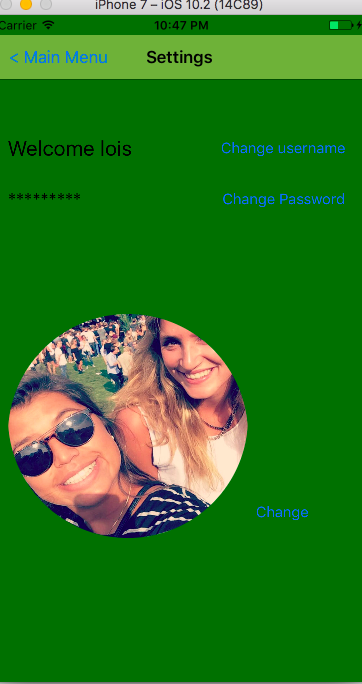 iPhone 7 – iOS 10.2 (14C89)
Carrier 10:47 PM
< Main Menu Settings
Welcome lois Change username
********* Change Password
Change